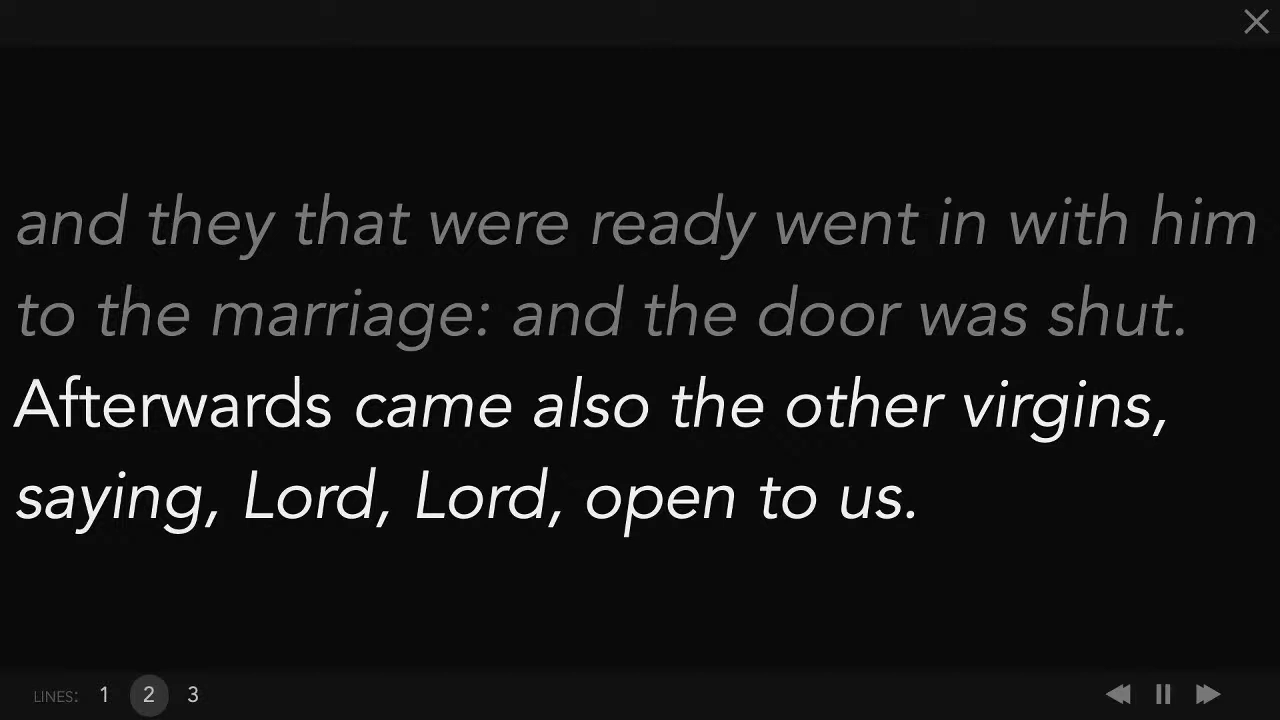 and they that were ready went in with him
to the marriage: and the door was shut.
Afterwards came also the other virgins,
saying, Lord, Lord, open to us.
LINES: 1 2 3